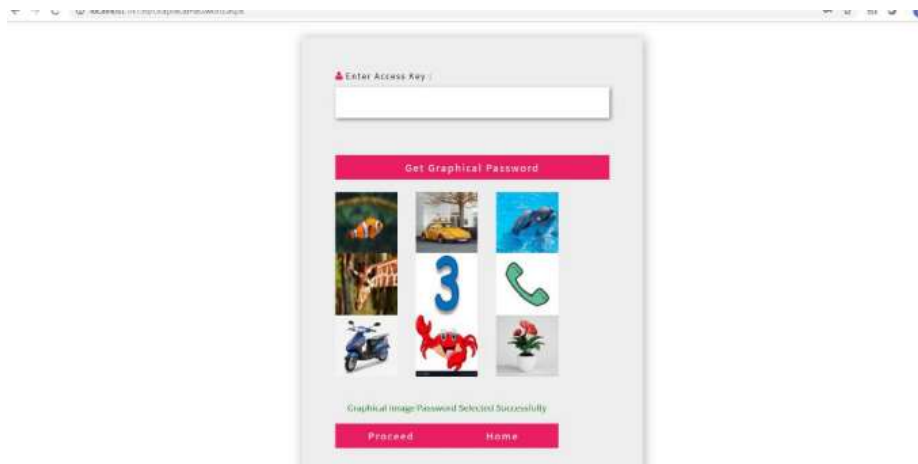 Enter Access Key :
Get Graphical Password
3
Graphical Image Password Selected Successfully
Proceed Home